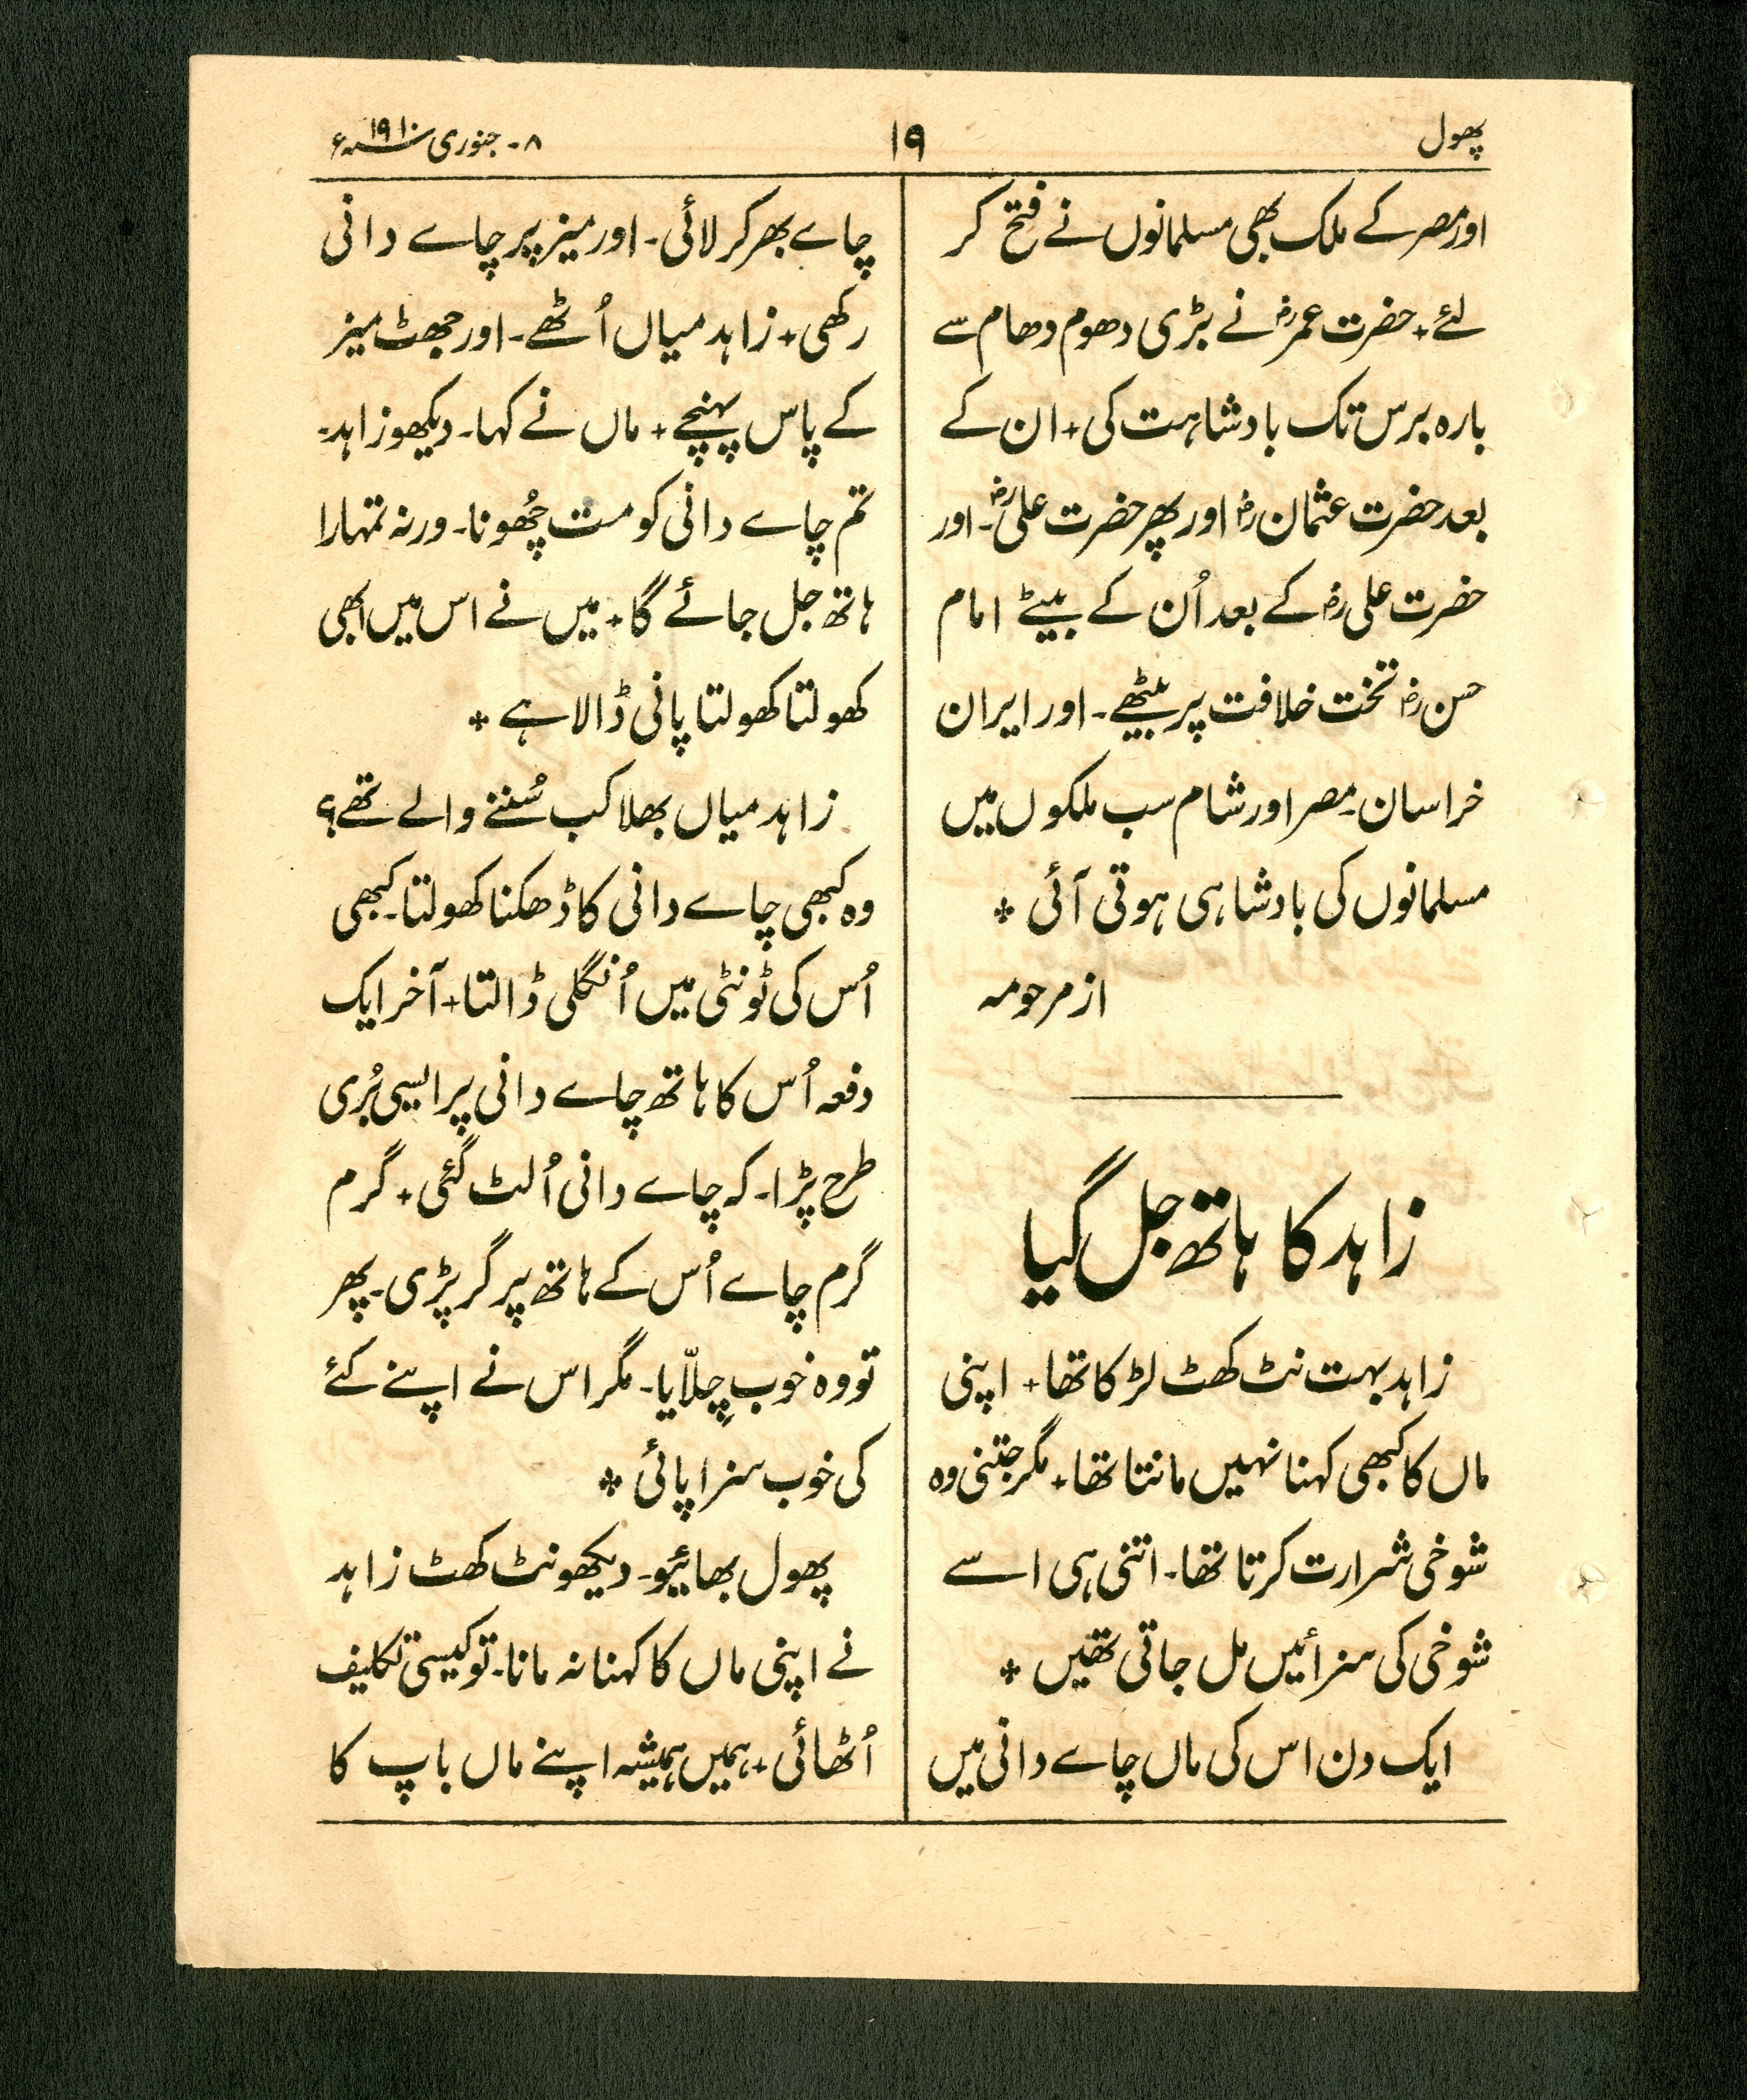 پھول
۱۹
۸۔ جنوری سنہ ۱۹۱۰ء
اور مصر کے ملک بھی مسلمانوں نے فتح کر
لئے + حضرت عمرؓ نے بڑی دھوم دھام سے
بارہ برس تک بادشاہت کی + ان کے
بعد حضرت عثمانؓ اور پھر حضرت علیؓ۔ اور
حضرت علیؓ کے بعد اُن کے بیٹے امام
حسنؓ تخت خلافت پر بیٹھے۔ اور ایران
خراسان۔ مصر اور شام سب ملکوں میں
مسلمانوں کی بادشاہی ہوتی آئی ÷
از مرحومہ
زاہد کا ہاتھ جل گیا
زاہد بہت نٹ کھٹ لڑکا تھا + اپنی
ماں کا کبھی کہنا نہیں مانتا تھا + مگر جتنی وہ
شوخی شرارت کرتا تھا۔ اتنی ہی اسے
شوخی کی سزائیں مل جاتی تھیں ÷
ایک دن اس کی ماں چاے دانی میں
چاے بھر کر لائی۔ اور میز پر چاے دانی
رکھی + زاہد میاں اُٹھے۔ اور جھٹ میز
کے پاس پہنچے + ماں نے کہا۔ دیکھو زاہد۔
تم چاے دانی کو مت چُھونا۔ ورنہ تمہارا
ہاتھ جل جائے گا + میں نے اس میں ابھی
کھولتا کھولتا پانی ڈالا ہے ÷
زاہد میاں بھلا کب سُننے والے تھے؟
وہ کبھی چاے دانی کا ڈھکنا کھولتا۔ کبھی
اُس کی ٹونٹی میں اُنگلی ڈالتا + آخر ایک
دفعہ اُس کا ہاتھ چاے دانی پر ایسی بُری
طرح پڑا۔ کہ چاے دانی اُلٹ گئی + گرم
گرم چاے اُس کے ہاتھ پر گر پڑی۔ پھر
تو وہ خوب چِلّایا۔ مگر اس نے اپنے کئے
کی خوب سزا پائی ÷
پھول بھائیو۔ دیکھو نٹ کھٹ زاہد
نے اپنی ماں کا کہنا نہ مانا۔ تو کیسی تکلیف
اُٹھائی + ہمیں ہمیشہ اپنے ماں باپ کا